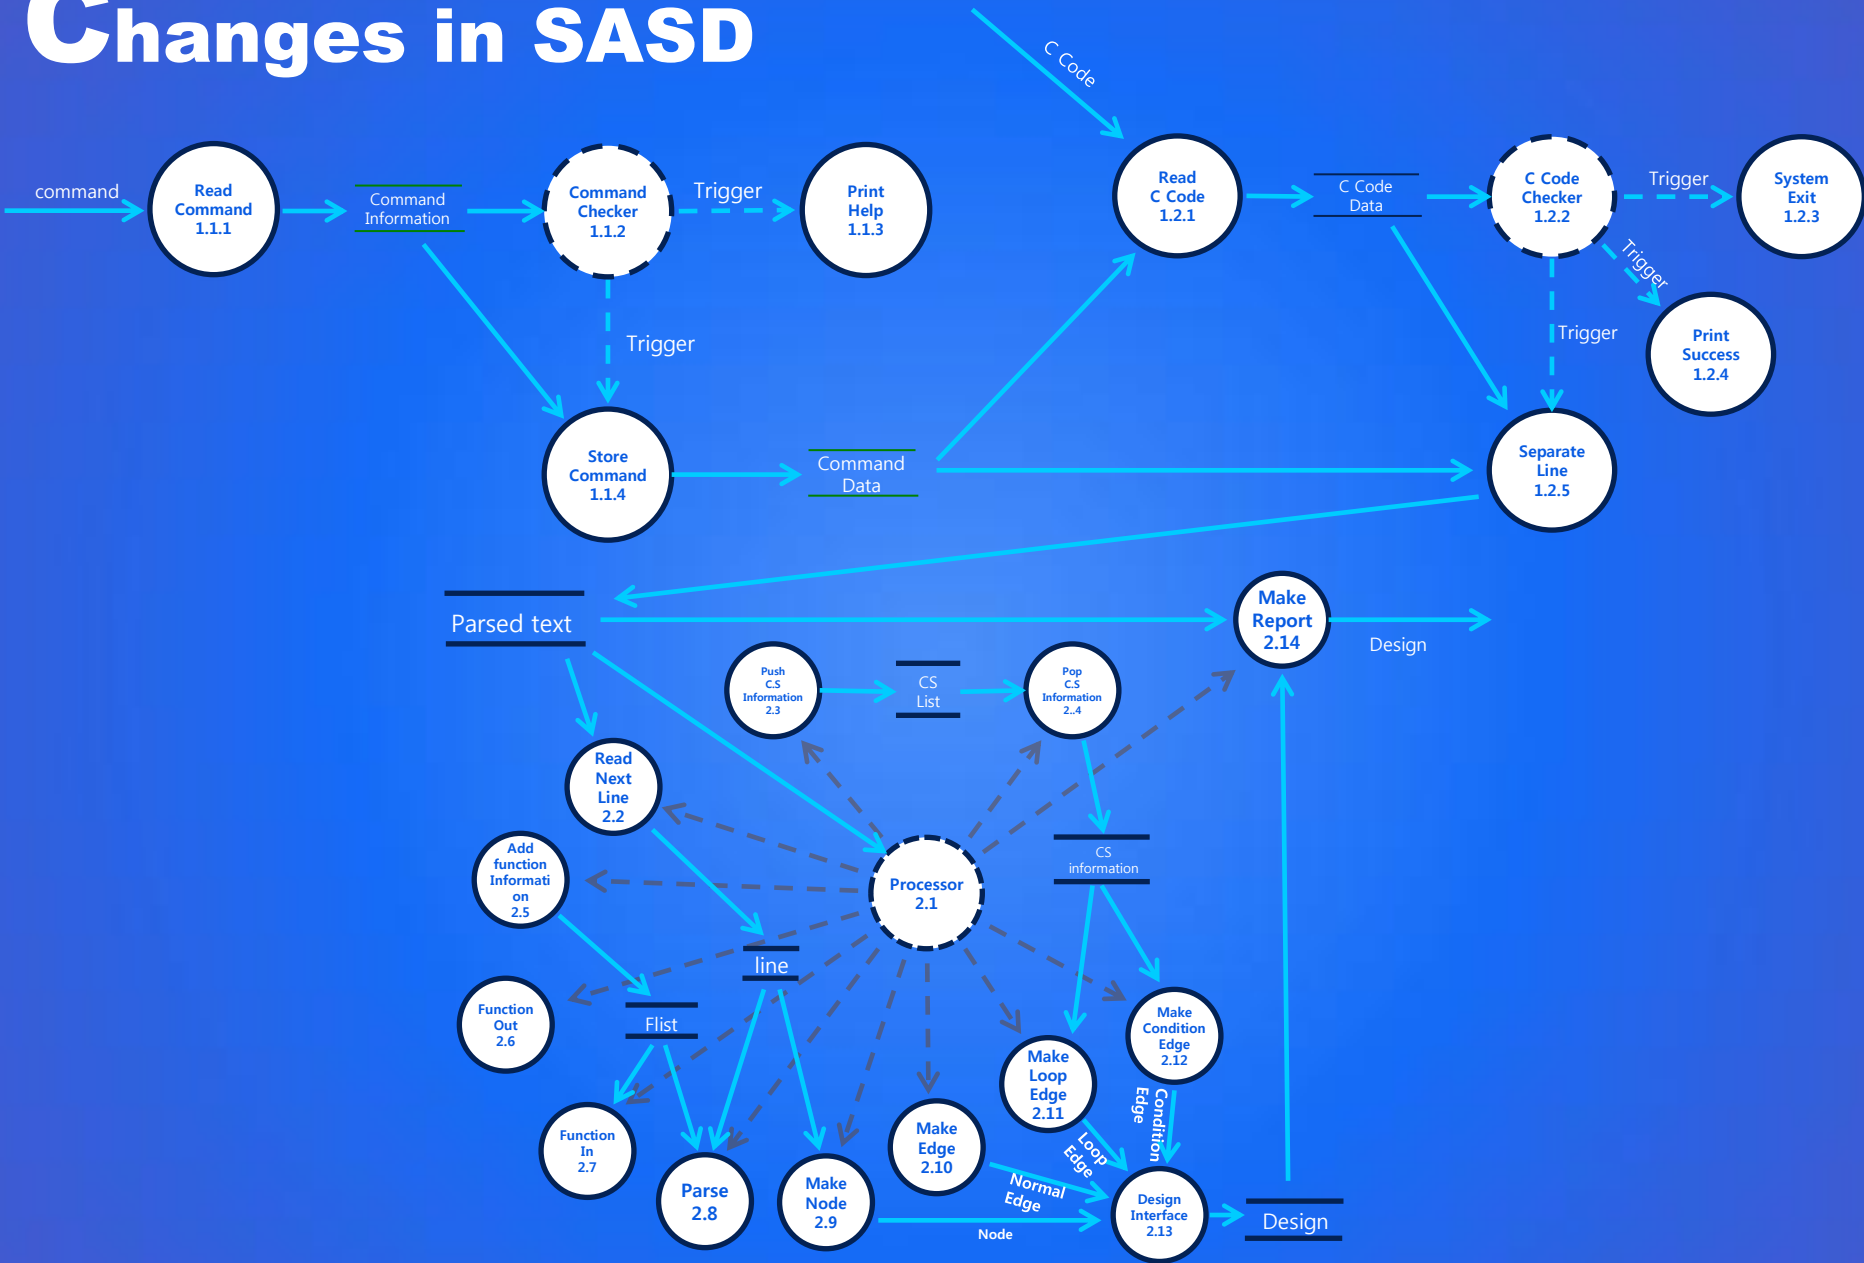 Changes in SASD
C Code
command
Read
Command
1.1.1
Command
Information
Command
Checker
1.1.2
Trigger
Print
Help
1.1.3
Read
C Code
1.2.1
C Code
Data
C Code
Checker
1.2.2
Trigger
System
Exit
1.2.3
Trigger
Trigger
Trigger
Print
Success
1.2.4
Store
Command
1.1.4
Command
Data
Separate
Line
1.2.5
Parsed text
Make
Report
2.14
Design
Push
C.S
Information
2.3
CS
List
Pop
C.S
Information
2..4
Read
Next
Line
2.2
Add
function
Informati
on
2.5
Processor
2.1
CS
information
line
Function
Out
2.6
Flist
Make
Loop
Edge
2.11
Make
Condition
Edge
2.12
Condition
Edge
Function
In
2.7
Parse
2.8
Make
Node
2.9
Make
Edge
2.10
Loop
Edge
Normal
Edge
Node
Design
Interface
2.13
Design